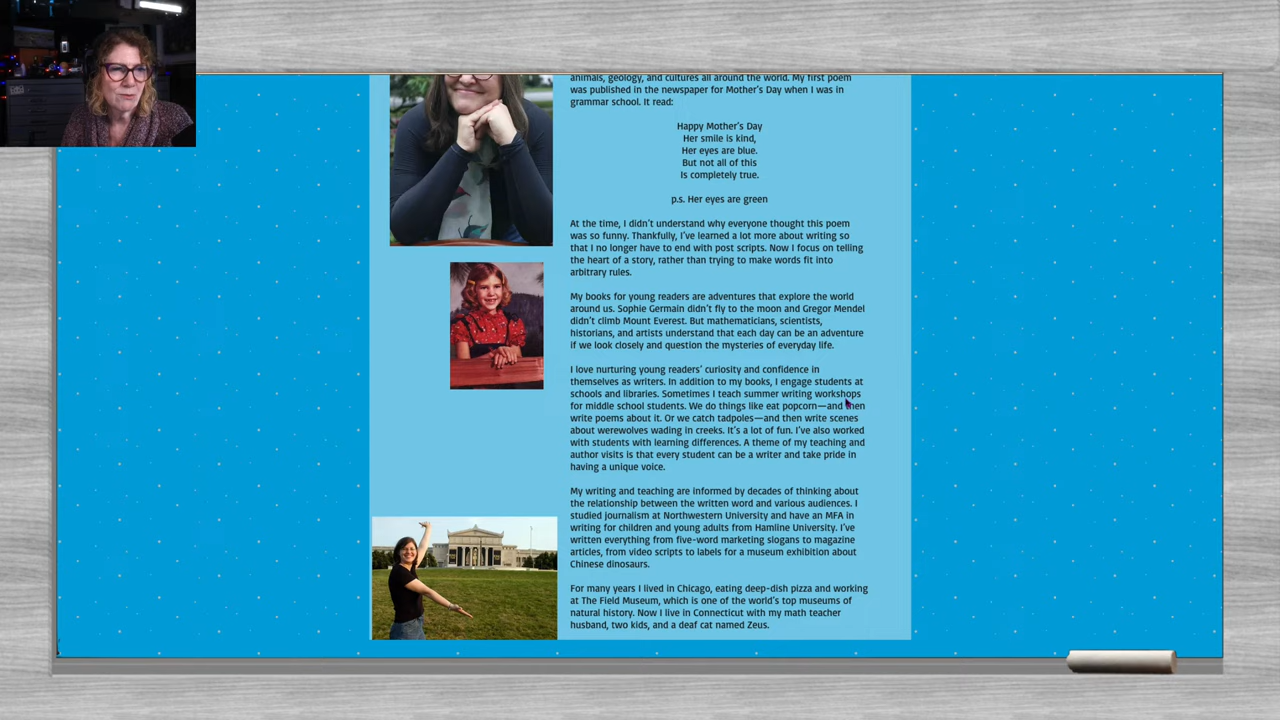 animals, geology, and cultures all around the world. My first poem
was published in the newspaper for Mother's Day when I was in
grammar school. It read:
Happy Mother's Day
Her smile is kind,
Her eyes are blue.
But not all of this
Is completely true.
p.s. Her eyes are green
At the time, I didn't understand why everyone thought this poem
was so funny. Thankfully, I've learned a lot more about writing so
that I no longer have to end with post scripts. Now I focus on telling
the heart of a story, rather than trying to make words fit into
arbitrary rules.
My books for young readers are adventures that explore the world
around us. Sophie Germain didn't fly to the moon and Gregor Mendel
didn't climb Mount Everest. But mathematicians, scientists,
historians, and artists understand that each day can be an adventure
if we look closely and question the mysteries of everyday life.
I love nurturing young readers' curiosity and confidence in
themselves as writers. In addition to my books, I engage students at
schools and libraries. Sometimes I teach summer writing workshops
for middle school students. We do things like eat popcorn—and then
write poems about it. Or we catch tadpoles—and then write scenes
about werewolves wading in creeks. It's a lot of fun. I've also worked
with students with learning differences. A theme of my teaching and
author visits is that every student can be a writer and take pride in
having a unique voice.
My writing and teaching are informed by decades of thinking about
the relationship between the written word and various audiences. I
studied journalism at Northwestern University and have an MFA in
writing for children and young adults from Hamline University. I've
written everything from five-word marketing slogans to magazine
articles, from video scripts to labels for a museum exhibition about
Chinese dinosaurs.
For many years I lived in Chicago, eating deep-dish pizza and working
at The Field Museum, which is one of the world's top museums of
natural history. Now I live in Connecticut with my math teacher
husband, two kids, and a deaf cat named Zeus.